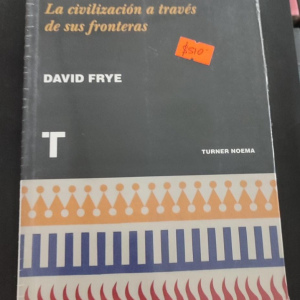 La civilización a través
de sus fronteras
$510
DAVID FRYE
T
TURNER NOEMA